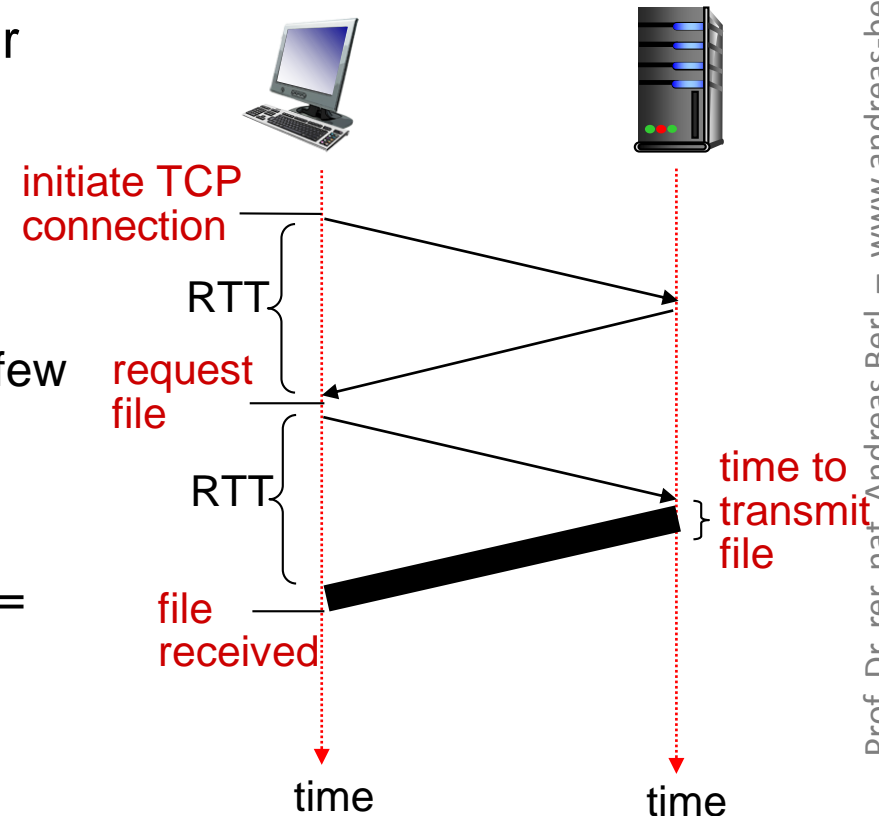 r
initiate TCP
connection
RTT
few
request
file
RTT
time to
transmit
file
=
file
received
time
time
Prof. Dr. rer. nat. Andreas Berl – www.andreas-be